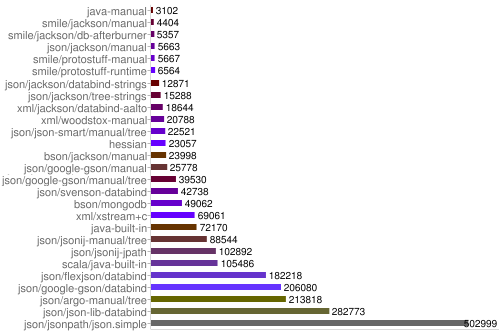 java-manual 3102
smile/jackson/manual 4404
smile/jackson/db-afterburner 5357
json/jackson/manual 5663
smile/protostuff-manual 5667
smile/protostuff-runtime 6564
json/jackson/databind-strings 12871
json/jackson/tree-strings 15288
xml/jackson/databind-aalto 18644
xml/woodstox-manual 20788
json/json-smart/manual/tree 22521
hessian 23057
bson/jackson/manual 23998
json/google-gson/manual 25778
json/google-gson/manual/tree 39530
json/svenson-databind 42738
bson/mongodb 49062
xml/xstream+c 69061
java-built-in 72170
json/jsonij-manual/tree 88544
json/jsonij-jpath 102892
scala/java-built-in 105486
json/flexjson/databind 182218
json/google-gson/databind 206080
json/argo-manual/tree 213818
json/json-lib-databind 282773
json/jsonpath/json.simple 502999